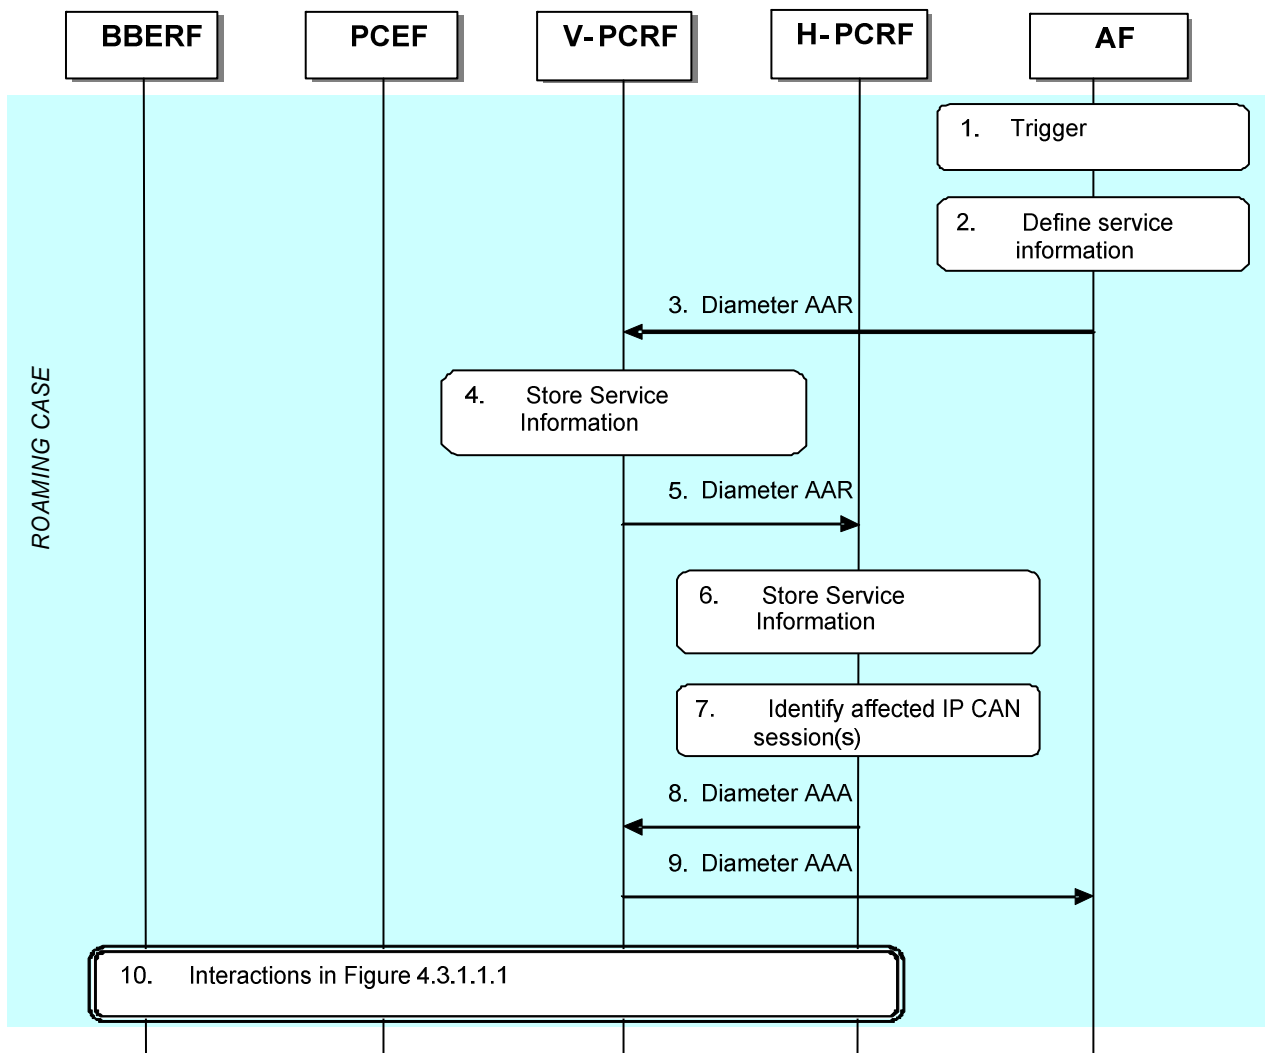 BBERF
PCEF
V-PCRF
H-PCRF
AF
1. Trigger
2. Define service
information
3. Diameter AAR
ROAMING CASE
4. Store Service
Information
5. Diameter AAR
6. Store Service
Information
7. Identify affected IP CAN
session(s)
8. Diameter AAA
9. Diameter AAA
10. Interactions in Figure 4.3.1.1.1